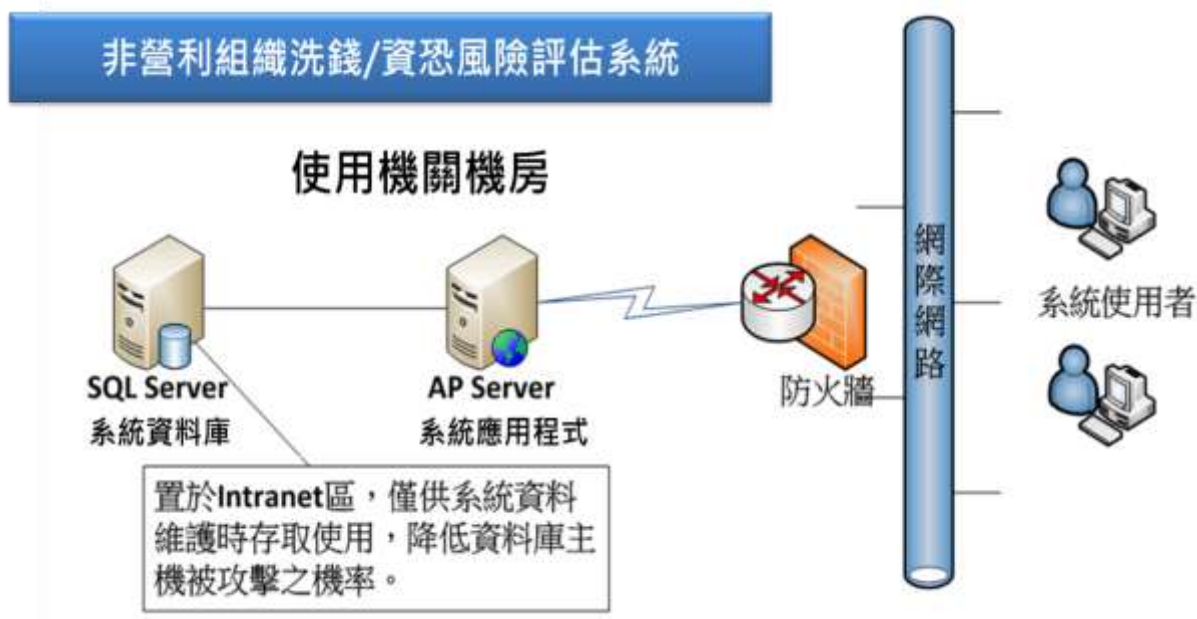 非營利組織洗錢/資恐風險評估系統
使用機關機房
SQL Server
系統資料庫
AP Server
系統應用程式
防火牆
網際網路
系統使用者
置於Intranet區，僅供系統資料
維護時存取使用，降低資料庫主
機被攻擊之機率。